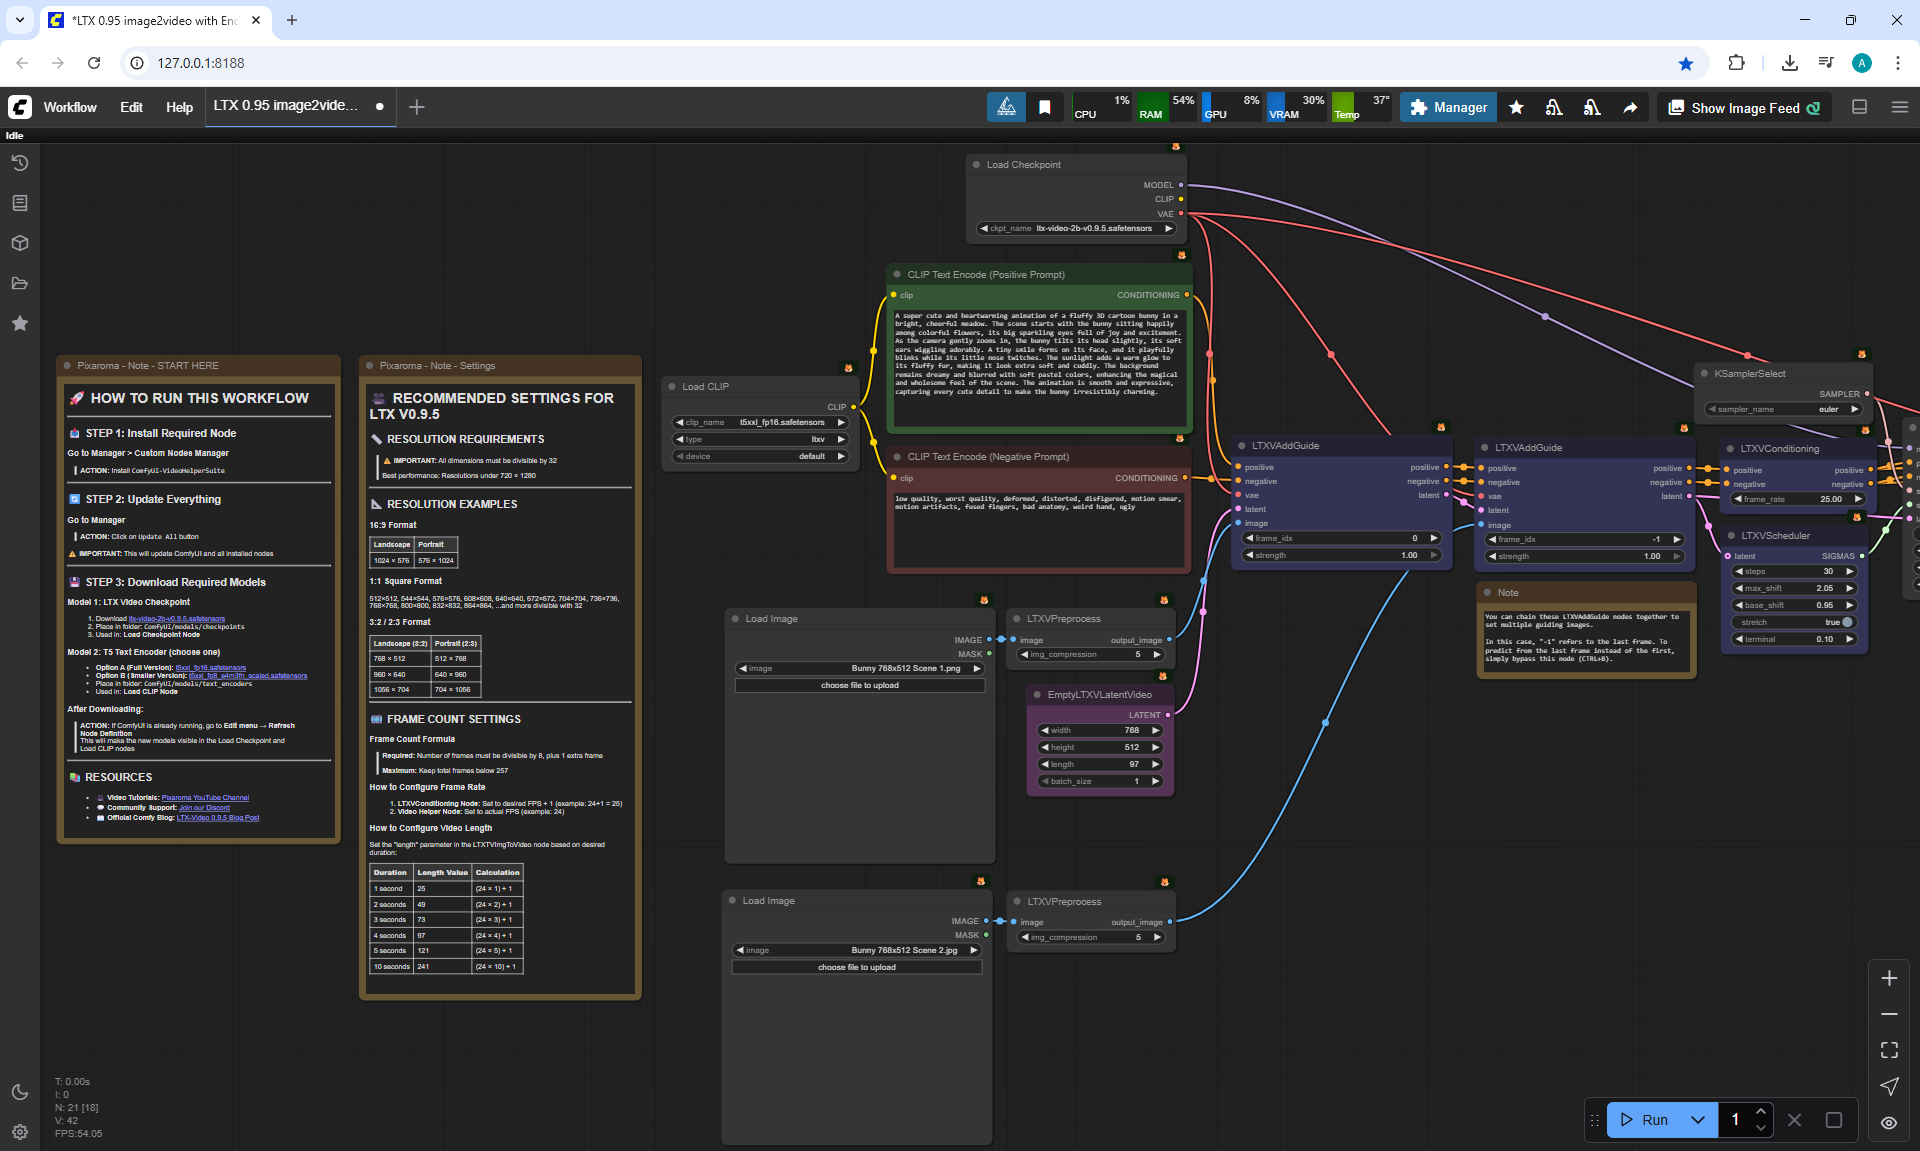 *LTX 0.95 image2video with En
127.0.0.1:8188
Workflow
Edit
Help
LTX 0.95 image2vide...
CPU 1%
RAM 54%
GPU 8%
VRAM 30%
Temp 37°
Manager
Show Image Feed
Idle
Load Checkpoint
MODEL
CLIP
VAE
ckpt_name ltx-video-2b-v0.9.5.safetensors
CLIP Text Encode (Positive Prompt)
clip CONDITIONING
A super cute and heartwarming animation of a fluffy 3D cartoon bunny in a
bright, cheerful meadow. The scene starts with the bunny sitting happily
among colorful flowers, its big sparkling eyes full of joy and excitement.
As the camera gently zooms in, the bunny tilts its head slightly, its soft
ears wiggling adorably. A tiny smile forms on its face, and it playfully
blinks while its little nose twitches. The sunlight adds a warm glow to
its fluffy fur, making it look extra soft and cuddly. The background
remains dreamy and blurred with soft pastel colors, enhancing the magical
and wholesome feel of the scene. The animation is smooth and expressive,
capturing every cute detail to make the bunny irresistibly charming.
Pixaroma - Note - START HERE
🚀 HOW TO RUN THIS WORKFLOW
STEP 1: Install Required Node
Go to Manager > Custom Nodes Manager
ACTION: Install ComfyUI-VideoHelperSuite
STEP 2: Update Everything
Go to Manager
ACTION: Click on Update All button
⚠️ IMPORTANT: This will update ComfyUI and all installed nodes
STEP 3: Download Required Models
Model 1: LTX Video Checkpoint
1. Download ltx-video-2b-v0.9.5.safetensors
2. Place in folder: ComfyUI/models/checkpoints
3. Used in: Load Checkpoint Node
Model 2: T5 Text Encoder (choose one)
• Option A (Full Version): t5xxl_fp16.safetensors
• Option B (Smaller Version): t5xxl_fp8_e4m3fn_scaled.safetensors
• Place in folder: ComfyUI/models/text_encoders
• Used in: Load CLIP Node
After Downloading:
ACTION: If ComfyUI is already running, go to Edit menu → Refresh
Node Definition
This will make the new models visible in the Load Checkpoint and
Load CLIP nodes
RESOURCES
• Video Tutorials: Pixaroma YouTube Channel
• Community Support: Join our Discord
• Official Comfy Blog: LTX-Video 0.9.5 Blog Post
Pixaroma - Note - Settings
RECOMMENDED SETTINGS FOR
LTX V0.9.5
RESOLUTION REQUIREMENTS
⚠️ IMPORTANT: All dimensions must be divisible by 32
Best performance: Resolutions under 720 × 1280
RESOLUTION EXAMPLES
16:9 Format
Landscape Portrait
1024 × 576 576 × 1024
1:1 Square Format
512×512, 544×544, 576×576, 608×608, 640×640, 672×672, 704×704, 736×736,
768×768, 800×800, 832×832, 864×864, ...and more divisible with 32
3:2 / 2:3 Format
Landscape (3:2) Portrait (2:3)
768 × 512 512 × 768
960 × 640 640 × 960
1056 × 704 704 × 1056
FRAME COUNT SETTINGS
Frame Count Formula
Required: Number of frames must be divisible by 8, plus 1 extra frame
Maximum: Keep total frames below 257
How to Configure Frame Rate
1. LTXVConditioning Node: Set to desired FPS + 1 (example: 24+1 = 25)
2. Video Helper Node: Set to actual FPS (example: 24)
How to Configure Video Length
Set the "length" parameter in the LTXTVImgToVideo node based on desired
duration:
Duration Length Value Calculation
1 second 25 (24 × 1) + 1
2 seconds 49 (24 × 2) + 1
3 seconds 73 (24 × 3) + 1
4 seconds 97 (24 × 4) + 1
5 seconds 121 (24 × 5) + 1
10 seconds 241 (24 × 10) + 1
Load CLIP
CLIP
clip_name t5xxl_fp16.safetensors
type ltxv
device default
CLIP Text Encode (Negative Prompt)
clip CONDITIONING
low quality, worst quality, deformed, distorted, disfigured, motion smear,
motion artifacts, fused fingers, bad anatomy, weird hand, ugly
Load Image
IMAGE
MASK
image Bunny 768x512 Scene 1.png
choose file to upload
LTXVPreprocess
image output_image
img_compression 5
EmptyLTXVLatentVideo
LATENT
width 768
height 512
length 97
batch_size 1
Load Image
IMAGE
MASK
image Bunny 768x512 Scene 2.jpg
choose file to upload
LTXVPreprocess
image output_image
img_compression 5
LTXVAddGuide
positive positive
negative negative
vae latent
latent
image
frame_idx 0
strength 1.00
LTXVAddGuide
positive positive
negative negative
vae latent
latent
image
frame_idx -1
strength 1.00
Note
You can chain these LTXVAddGuide nodes together to
set multiple guiding images.
In this case, "-1" refers to the last frame. To
predict from the last frame instead of the first,
simply bypass this node (CTRL+B).
KSamplerSelect
SAMPLER
sampler_name euler
LTXVConditioning
positive positive
negative negative
frame_rate 25.00
LTXVScheduler
latent SIGMAS
steps 30
max_shift 2.05
base_shift 0.95
stretch true
terminal 0.10
T: 0.00s
I: 0
N: 21 [18]
V: 42
FPS:54.05
Run
1
A